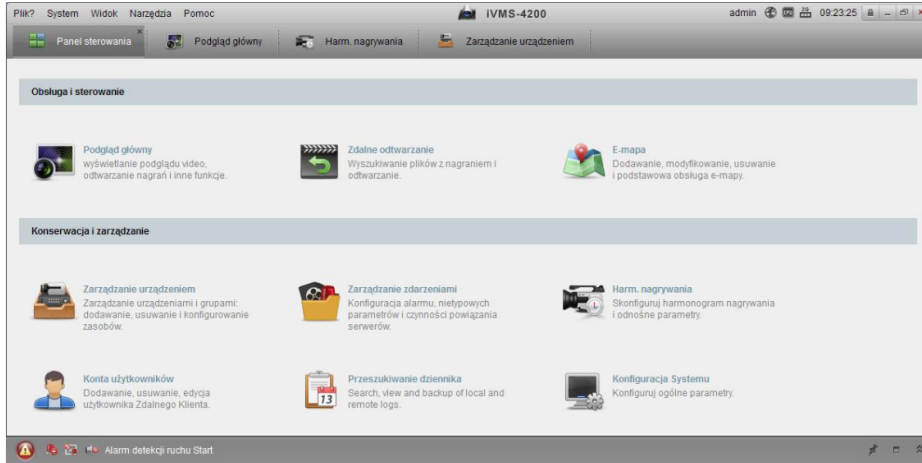 Plik? System Widok Narzędzia Pomoc
iVMS-4200
admin 09:23:25
Panel sterowania Podgląd główny Harm. nagrywania Zarządzanie urządzeniem
Obsługa i sterowanie
Podgląd główny
wyświetlanie podglądu video,
odtwarzanie nagrań i inne funkcje.
Zdalne odtwarzanie
Wyszukiwanie plików z nagraniem i
odtwarzanie.
E-mapa
Dodawanie, modyfikowanie, usuwanie
i podstawowa obsługa e-mapy.
Konserwacja i zarządzanie
Zarządzanie urządzeniem
Zarządzanie urządzeniami i grupami:
dodawanie, usuwanie i konfigurowanie
zasobów.
Zarządzanie zdarzeniami
Konfiguracja alarmu, nietypowych
parametrów i czynności powiązania
serwerów.
Harm. nagrywania
Skonfiguruj harmonogram nagrywania
i odnośne parametry.
Konta użytkowników
Dodawanie, usuwanie, edycja
użytkownika Zdalnego Klienta.
13
Przeszukiwanie dziennika
Search, view and backup of local and
remote logs.
Konfiguracja Systemu
Konfiguruj ogólne parametry.
Alarm detekcji ruchu Start